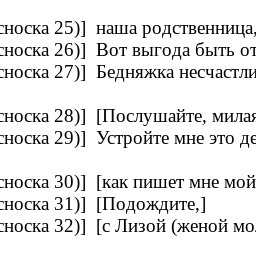 сноска 25)] наша родственница,
сноска 26)] Вот выгода быть от
сноска 27)] Бедняжка несчастли
сноска 28)] [Послушайте, милая
сноска 29)] Устройте мне это де
сноска 30)] [как пишет мне мой
сноска 31)] [Подождите,]
сноска 32)] [с Лизой (женой мо